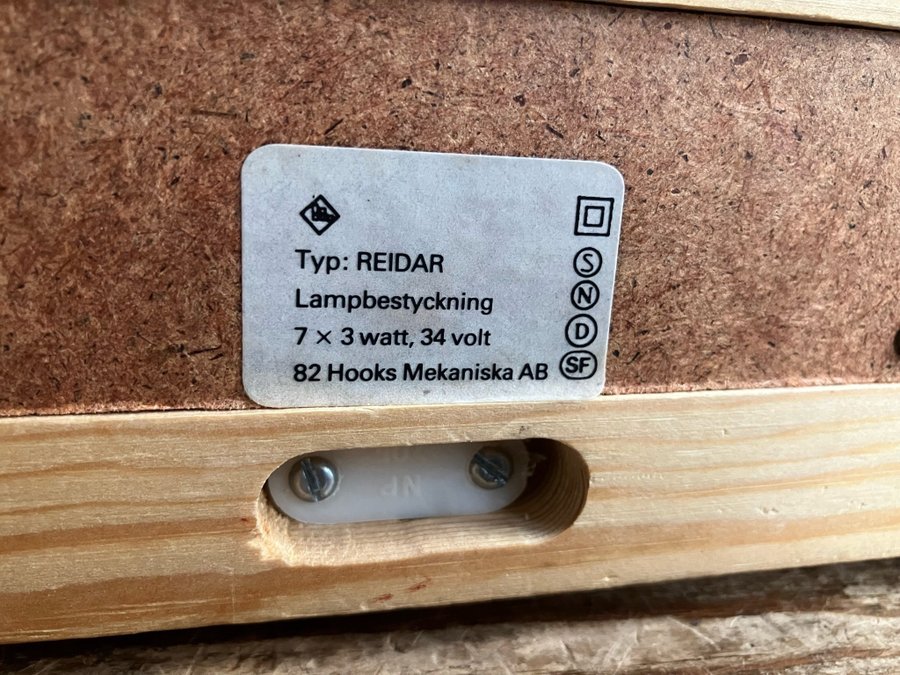 Typ: REIDAR
Lampbestyckning
7 × 3 watt, 34 volt
82 Hooks Mekaniska AB
S
N
D
SF